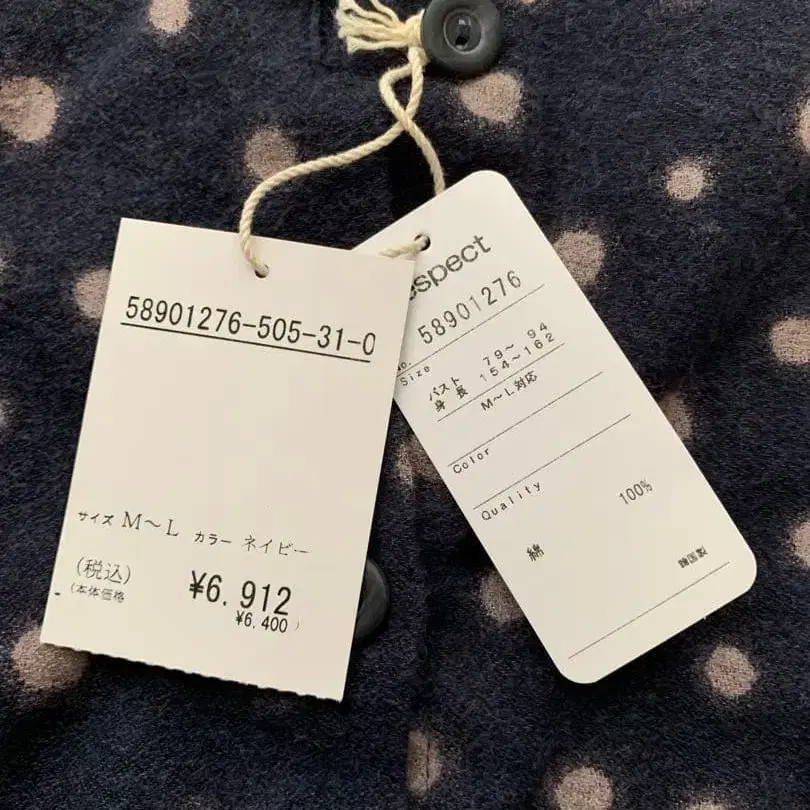 58901276-505-31-0
サイズ M～L カラー ネイビー
(税込) ¥6,912
(本体価格 ¥6,400)
espect
No. 58901276
Size
バスト 79～ 94
身長 154～162
M～L対応
Color
Quality
綿 100%
韓国製